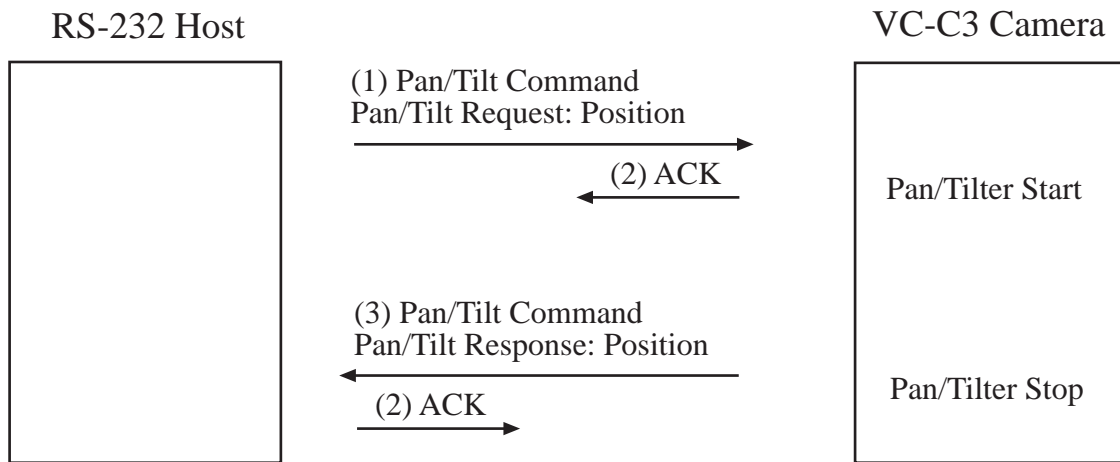 RS-232 Host
VC-C3 Camera
(1) Pan/Tilt Command
Pan/Tilt Request: Position
(2) ACK
Pan/Tilter Start
(3) Pan/Tilt Command
Pan/Tilt Response: Position
(2) ACK
Pan/Tilter Stop